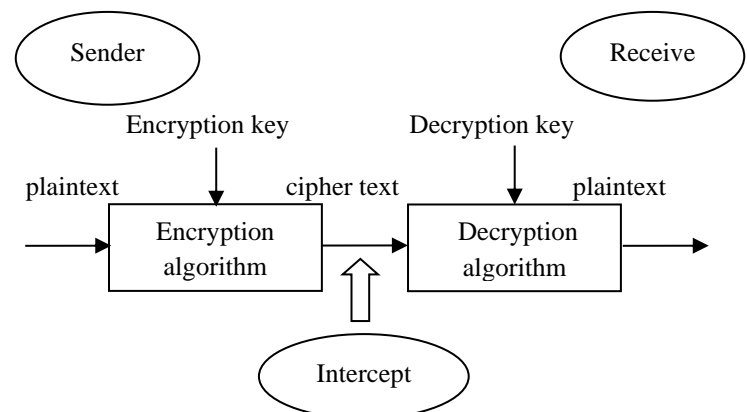 Sender
Receive
Encryption key
Decryption key
plaintext
cipher text
plaintext
Encryption
algorithm
Decryption
algorithm
Intercept